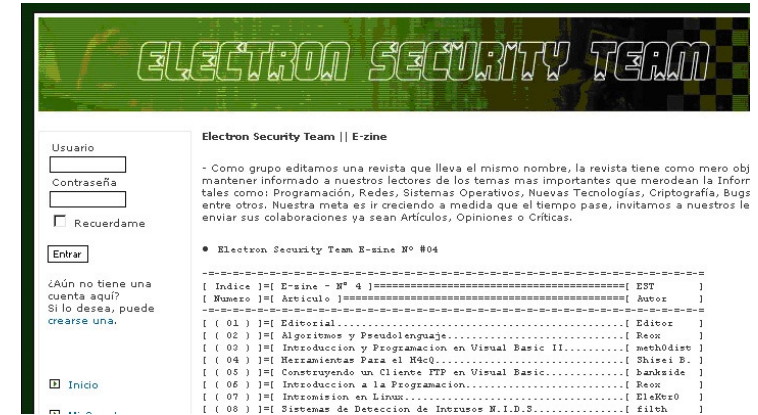 ELECTRON SECURITY TEAM
Usuario
Contraseña
Recuerdame
Entrar
¿Aún no tiene una
cuenta aquí?
Si lo desea, puede
crearse una.
Inicio
Electron Security Team || E-zine
- Como grupo editamos una revista que lleva el mismo nombre, la revista tiene como mero obj
mantener informado a nuestros lectores de los temas mas importantes que merodean la Infor
tales como: Programación, Redes, Sistemas Operativos, Nuevas Tecnologías, Criptografía, Bugs
entre otros. Nuestra meta es ir creciendo a medida que el tiempo pase, invitamos a nuestros le
enviar sus colaboraciones ya sean Artículos, Opiniones o Críticas.
● Electron Security Team E-zine Nº #04
-=-=-=-=-=-=-=-=-=-=-=-=-=-=-=-=-=-=-=-=-=-=-=-=-=-=-=-=-=-=-=-=-=-=-=-=
[ Indice ]=[ E-zine - N° 4 ]====================================[ EST ]
[ Numero ]=[ Articulo ]=========================================[ Autor ]
-=-=-=-=-=-=-=-=-=-=-=-=-=-=-=-=-=-=-=-=-=-=-=-=-=-=-=-=-=-=-=-=-=-=-=-=
[ ( 01 ) ]=[ Editorial.........................................[ Editor ]
[ ( 02 ) ]=[ Algoritmos y Pseudolenguaje.......................[ Reox ]
[ ( 03 ) ]=[ Introduccion y Programacion en Visual Basic II........[ meth0dist ]
[ ( 04 ) ]=[ Herramientas Para el H4cQ.........................[ Shisei B. ]
[ ( 05 ) ]=[ Construyendo un Cliente FTP en Visual Basic...........[ bankside ]
[ ( 06 ) ]=[ Introduccion a la Programacion....................[ Reox ]
[ ( 07 ) ]=[ Intromision en Linux..............................[ EleKtr0 ]
[ ( 08 ) ]=[ Sistemas de Deteccion de Intrusos N.I.D.S............[ filth ]